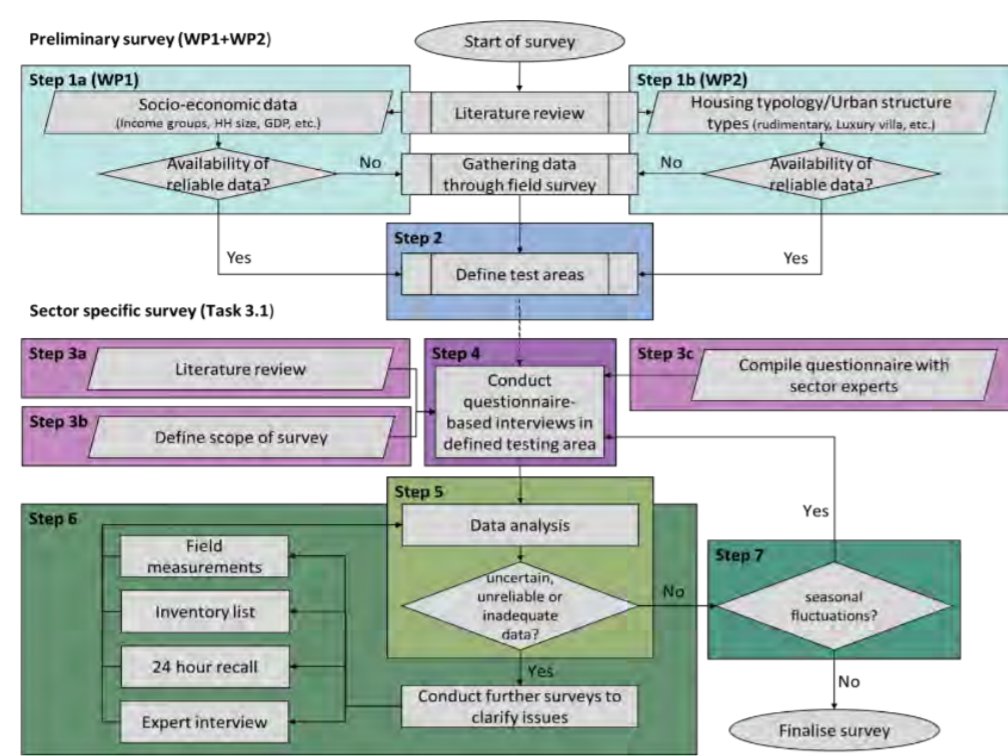 Preliminary survey (WP1+WP2)
Start of survey
Step 1a (WP1)
Socio-economic data
(Income groups, HH size, GDP, etc.)
Availability of
reliable data?
No
Yes
Literature review
Gathering data
through field survey
Step 1b (WP2)
Housing typology/Urban structure
types (rudimentary, Luxury villa, etc.)
Availability of
reliable data?
No
Yes
Step 2
Define test areas
Sector specific survey (Task 3.1)
Step 3a
Literature review
Step 3b
Define scope of survey
Step 4
Conduct
questionnaire-
based interviews in
defined testing area
Step 3c
Compile questionnaire with
sector experts
Step 5
Data analysis
uncertain,
unreliable or
inadequate
data?
No
Yes
Step 6
Field
measurements
Inventory list
24 hour recall
Expert interview
Conduct further surveys to
clarify issues
Step 7
seasonal
fluctuations?
Yes
No
Finalise survey